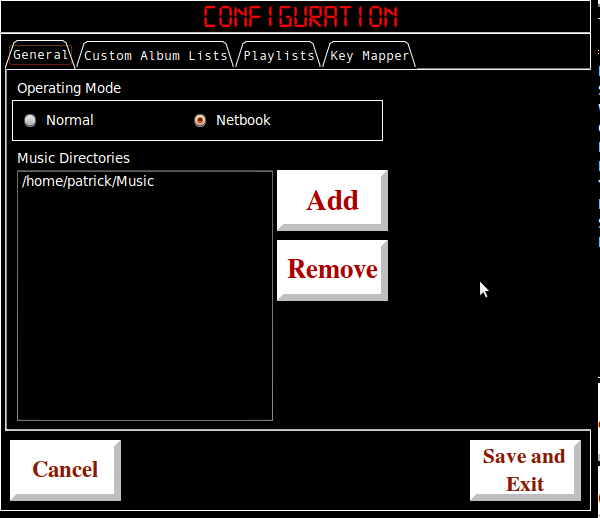 CONFIGURATION
General Custom Album Lists Playlists Key Mapper
Operating Mode
Normal Netbook
Music Directories
/home/patrick/Music
Add
Remove
Cancel
Save and
Exit